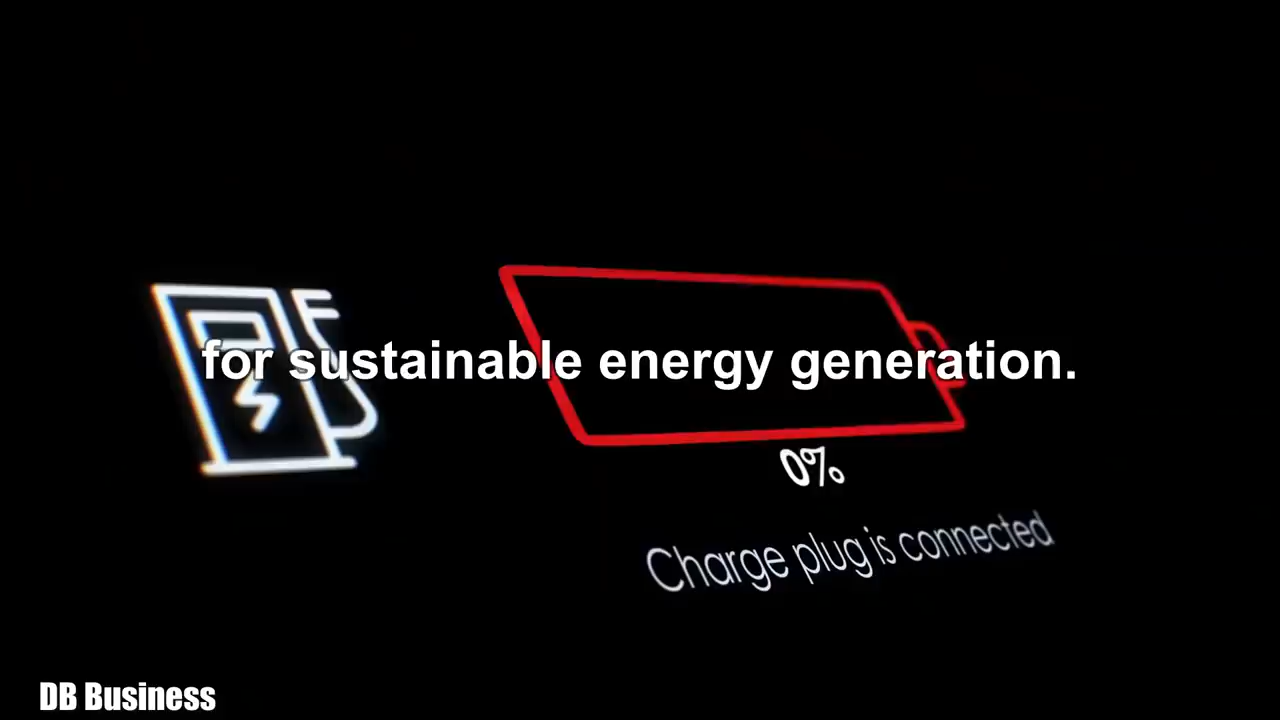 for sustainable energy generation.
0%
Charge plug is connected
DB Business